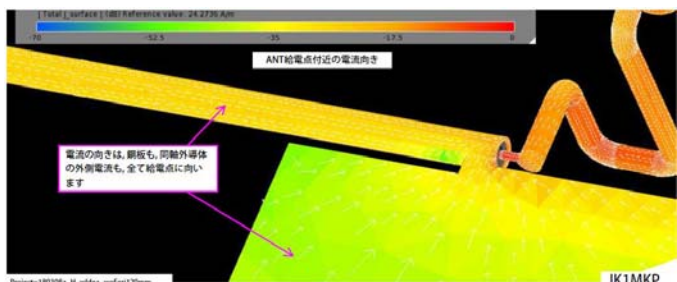 [ Total J_surface ] (dB) Reference value: 24.2736 A/m
-70 -52.5 -35 -17.5 0
ANT給電点付近の電流向き
電流の向きは,銅板も,同軸外導体
の外側電流も,全て給電点に向い
ます
JK1MKP